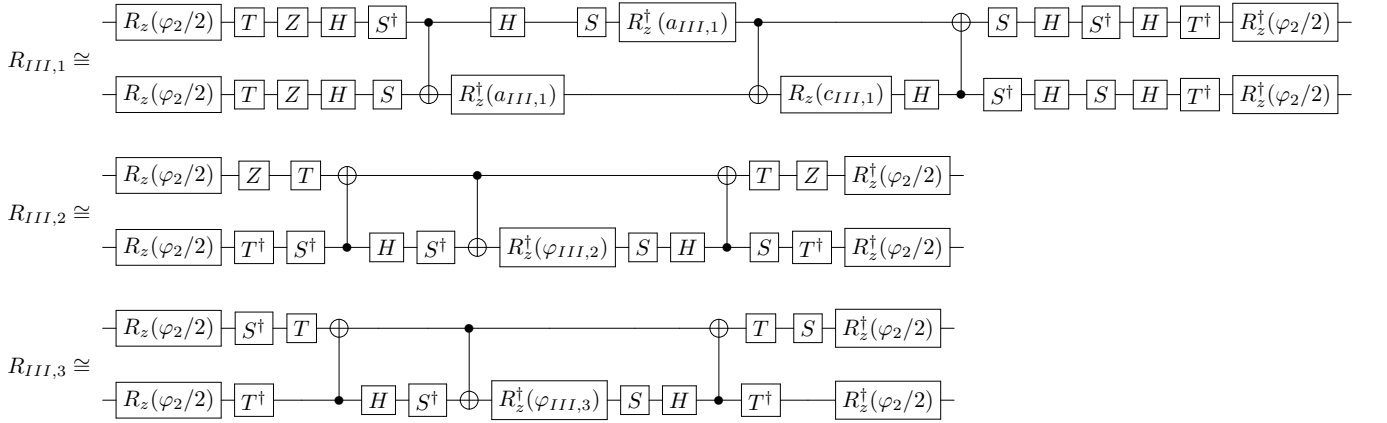 R_z(φ_2/2) T Z H S^† H S R_z^†(a_{III,1}) S H S^† H T^† R_z^†(φ_2/2)
R_{III,1} ≅
R_z(φ_2/2) T Z H S R_z^†(a_{III,1}) R_z(c_{III,1}) H S^† H S H T^† R_z^†(φ_2/2)
R_z(φ_2/2) Z T T Z R_z^†(φ_2/2)
R_{III,2} ≅
R_z(φ_2/2) T^† S^† H S^† R_z^†(φ_{III,2}) S H S T^† R_z^†(φ_2/2)
R_z(φ_2/2) S^† T T S R_z^†(φ_2/2)
R_{III,3} ≅
R_z(φ_2/2) T^† H S^† R_z^†(φ_{III,3}) S H T^† R_z^†(φ_2/2)